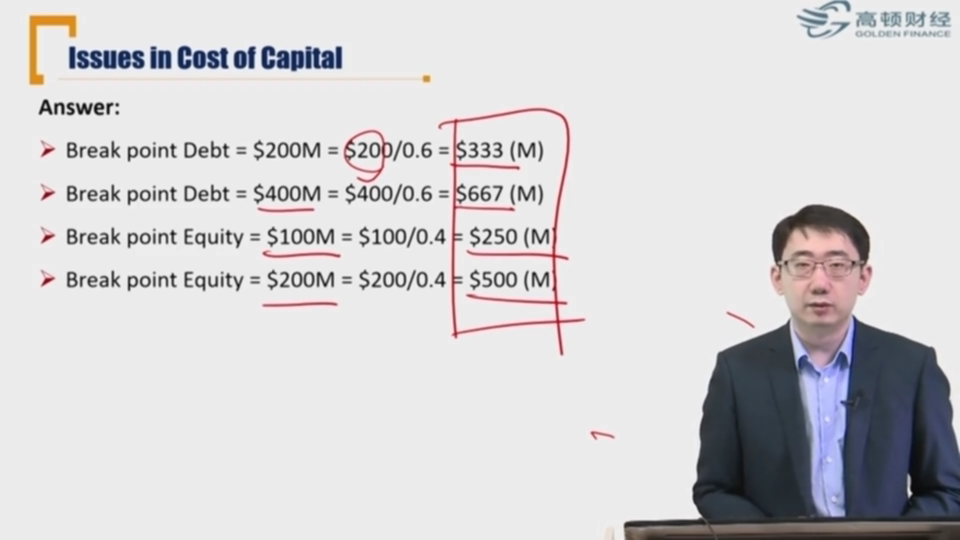 高顿财经
GOLDEN FINANCE
Issues in Cost of Capital
Answer:
Break point Debt = $200M = $200/0.6 = $333 (M)
Break point Debt = $400M = $400/0.6 = $667 (M)
Break point Equity = $100M = $100/0.4 = $250 (M)
Break point Equity = $200M = $200/0.4 = $500 (M)